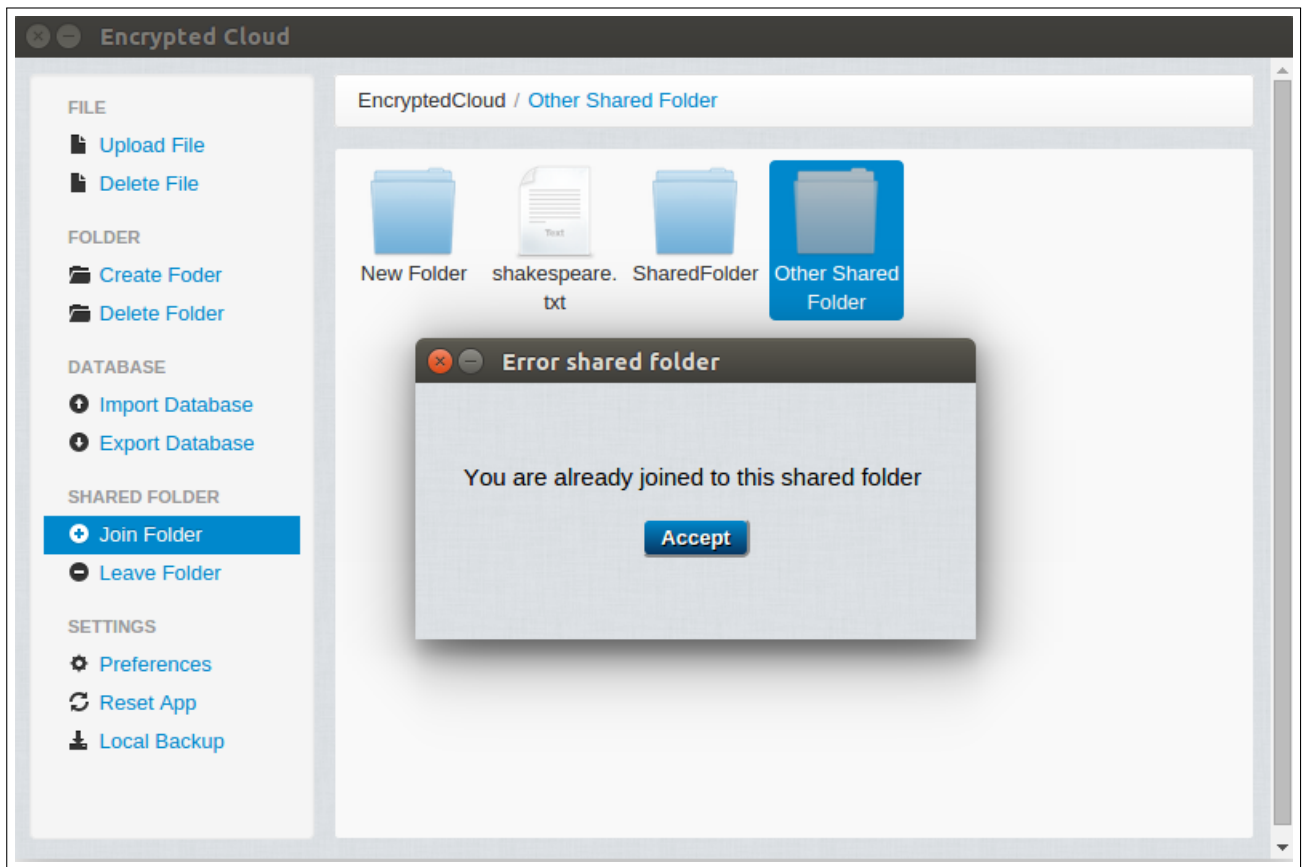 Encrypted Cloud
FILE
Upload File
Delete File
FOLDER
Create Foder
Delete Folder
DATABASE
Import Database
Export Database
SHARED FOLDER
Join Folder
Leave Folder
SETTINGS
Preferences
Reset App
Local Backup
EncryptedCloud / Other Shared Folder
Text
New Folder
shakespeare.
txt
SharedFolder
Other Shared
Folder
Error shared folder
You are already joined to this shared folder
Accept